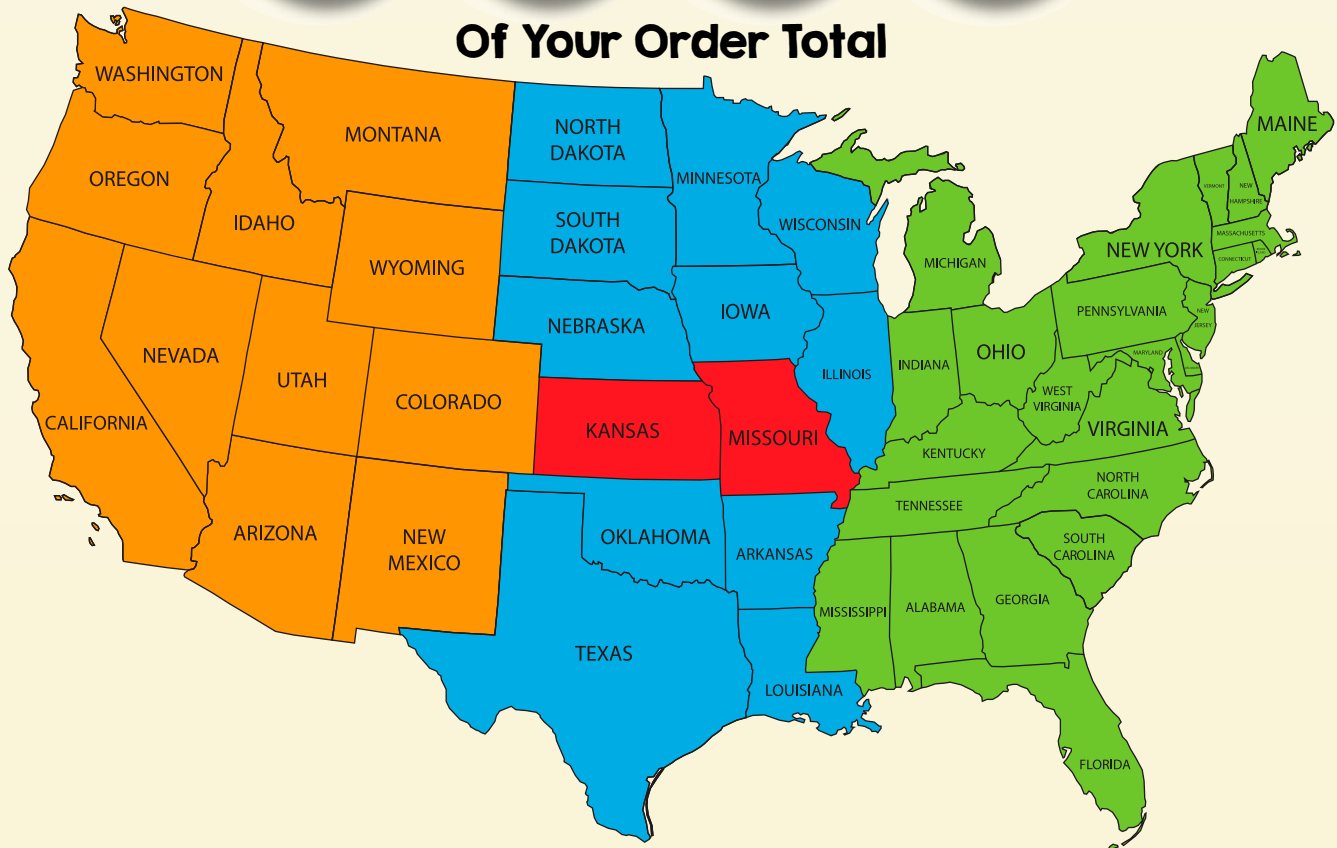 Of Your Order Total
WASHINGTON
MONTANA
NORTH
DAKOTA
MINNESOTA
MAINE
OREGON
IDAHO
SOUTH
DAKOTA
WISCONSIN
VERMONT
NEW
HAMPSHIRE
MASSACHUSETTS
CONNECTICUT
NEW YORK
WYOMING
MICHIGAN
NEBRASKA
IOWA
PENNSYLVANIA
NEW
JERSEY
NEVADA
UTAH
COLORADO
ILLINOIS
INDIANA
OHIO
MARYLAND
WEST
VIRGINIA
VIRGINIA
CALIFORNIA
KANSAS
MISSOURI
KENTUCKY
NORTH
CAROLINA
TENNESSEE
ARIZONA
NEW
MEXICO
OKLAHOMA
ARKANSAS
SOUTH
CAROLINA
MISSISSIPPI
ALABAMA
GEORGIA
TEXAS
LOUISIANA
FLORIDA